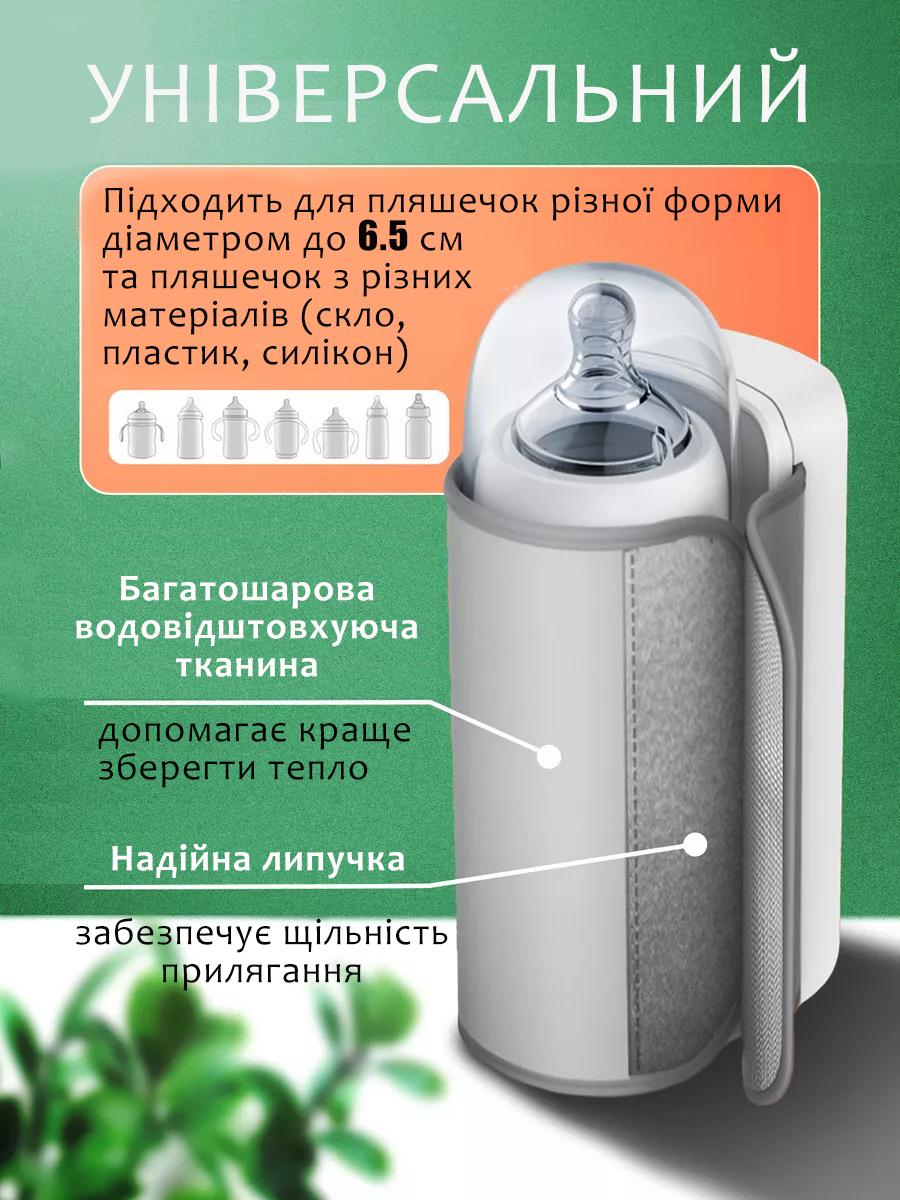 УНІВЕРСАЛЬНИЙ
Підходить для пляшечок різної форми
діаметром до 6.5 см
та пляшечок з різних
матеріалів (скло,
пластик, силікон)
Багатошарова
водовідштовхуюча
тканина
допомагає краще
зберегти тепло
Надійна липучка
забезпечує щільність
прилягання